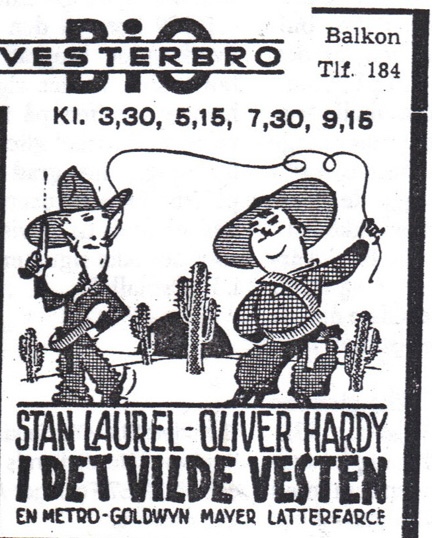 BIO
VESTERBRO
Balkon
Tlf. 184
Kl. 3,30, 5,15, 7,30, 9,15
STAN LAUREL - OLIVER HARDY
I DET VILDE VESTEN
EN METRO-GOLDWYN MAYER LATTERFARCE